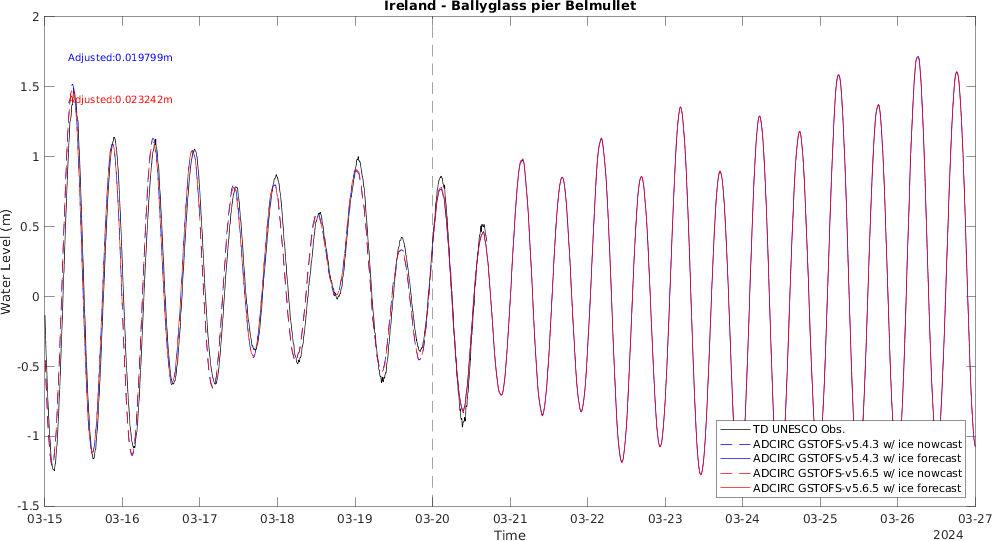 Ireland - Ballyglass pier Belmullet
Adjusted:0.019799m
Adjusted:0.023242m
Water Level (m)
2
1.5
1
0.5
0
-0.5
-1
-1.5
TD UNESCO Obs.
ADCIRC GSTOFS-v5.4.3 w/ ice nowcast
ADCIRC GSTOFS-v5.4.3 w/ ice forecast
ADCIRC GSTOFS-v5.6.5 w/ ice nowcast
ADCIRC GSTOFS-v5.6.5 w/ ice forecast
03-15 03-16 03-17 03-18 03-19 03-20 03-21 03-22 03-23 03-24 03-25 03-26 03-27
Time
2024